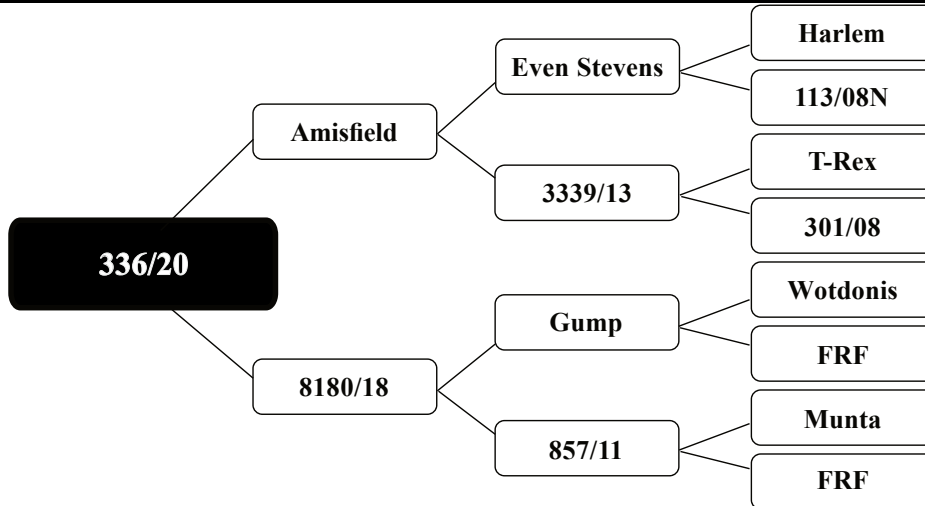 Harlem
Even Stevens
113/08N
Amisfield
T-Rex
3339/13
301/08
336/20
Wotdonis
Gump
FRF
8180/18
Munta
857/11
FRF